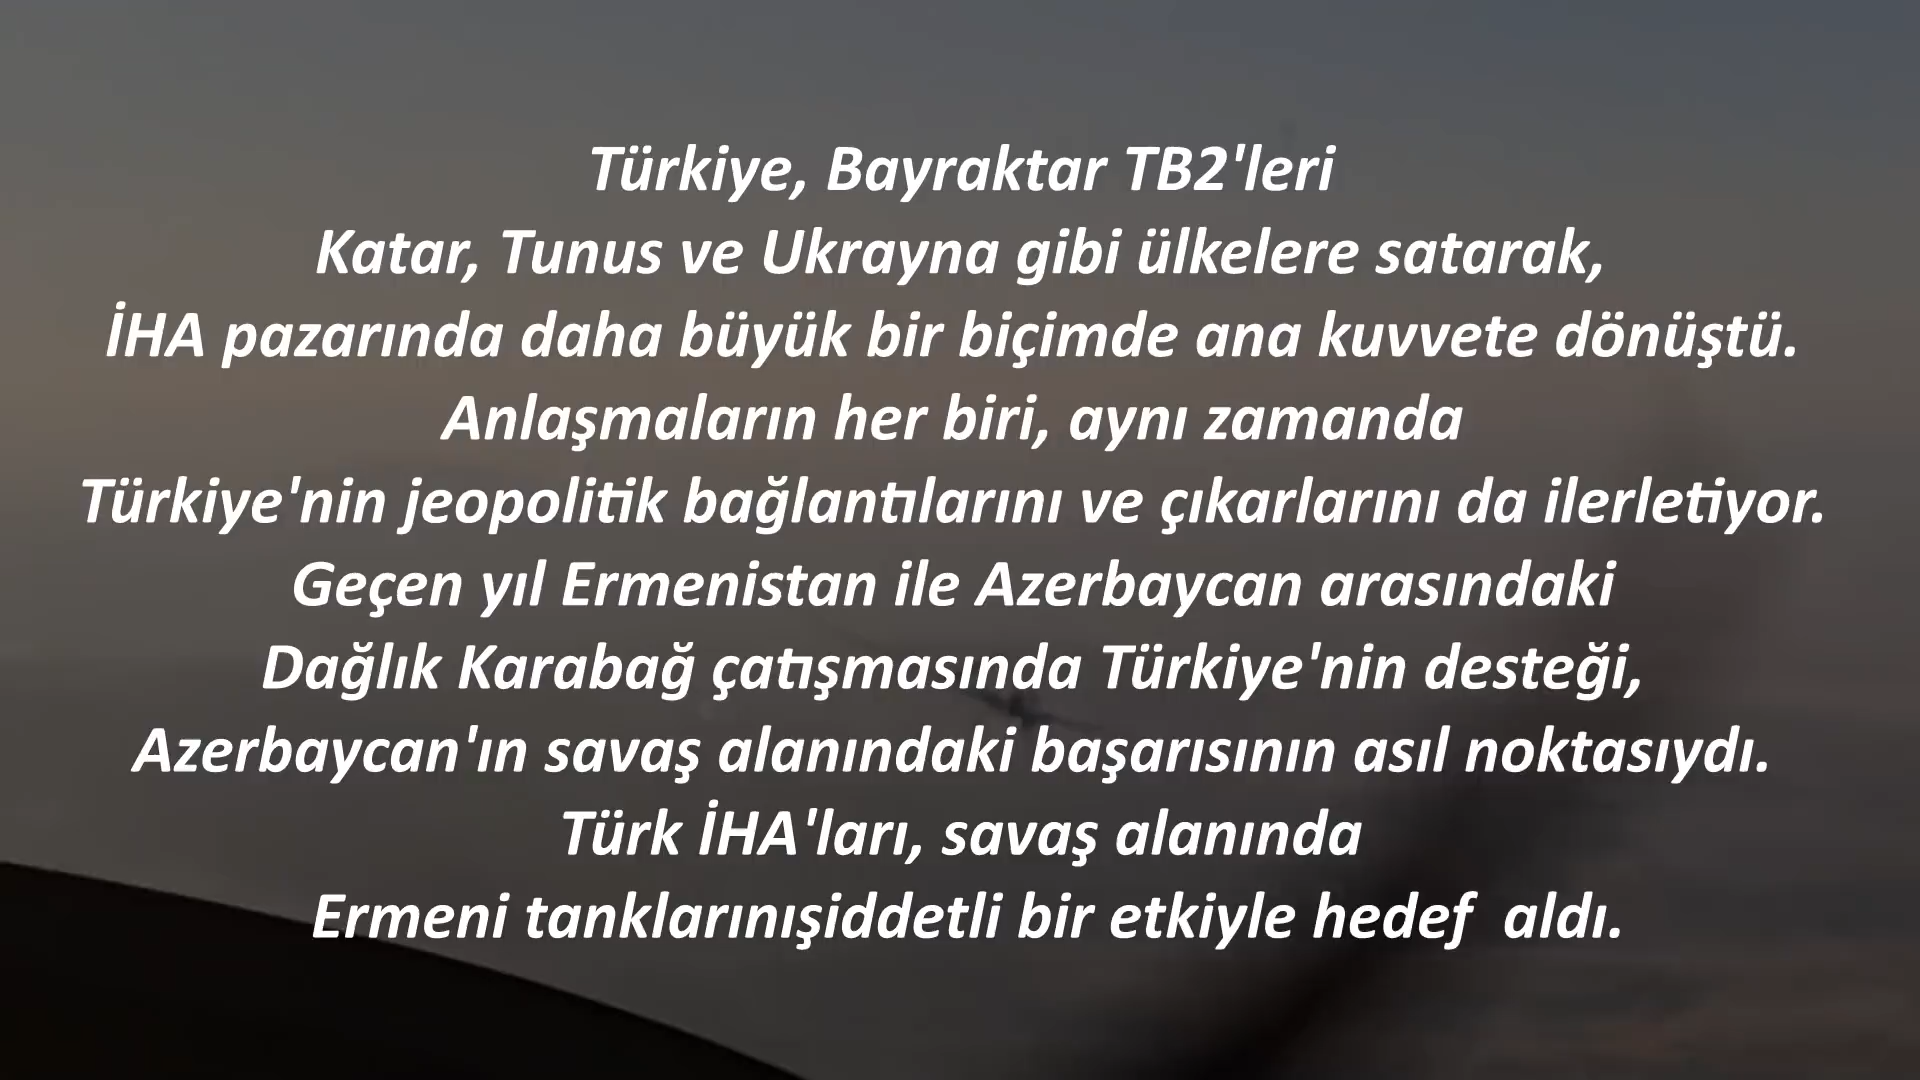 Türkiye, Bayraktar TB2'leri
Katar, Tunus ve Ukrayna gibi ülkelere satarak,
İHA pazarında daha büyük bir biçimde ana kuvvete dönüştü.
Anlaşmaların her biri, aynı zamanda
Türkiye'nin jeopolitik bağlantılarını ve çıkarlarını da ilerletiyor.
Geçen yıl Ermenistan ile Azerbaycan arasındaki
Dağlık Karabağ çatışmasında Türkiye'nin desteği,
Azerbaycan'ın savaş alanındaki başarısının asıl noktasıydı.
Türk İHA'ları, savaş alanında
Ermeni tanklarınışiddetli bir etkiyle hedef  aldı.